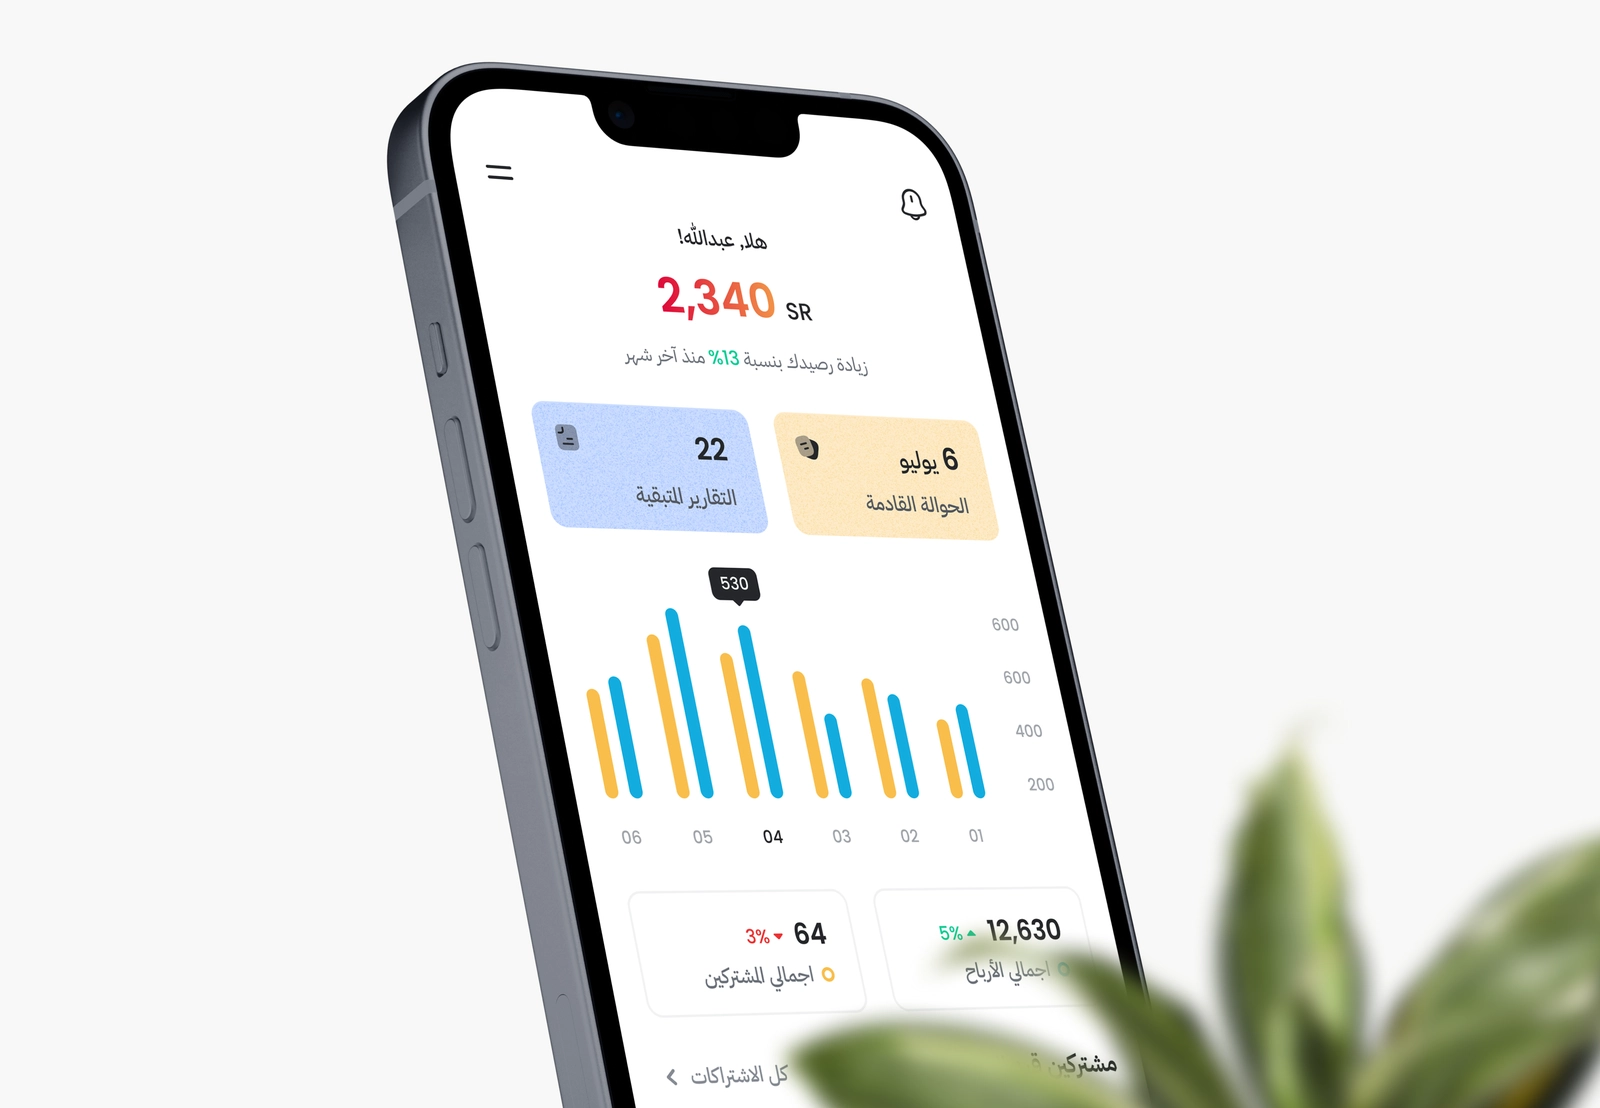 هلا, عبدالله!
2,340 SR
زيادة رصيدك بنسبة 13% منذ آخر شهر
6 يوليو
الحوالة القادمة
22
التقارير المتبقية
530
600
600
400
200
06 05 04 03 02 01
12,630 5%
اجمالي الأرباح
64 3%
اجمالي المشتركين
مشتركين
كل الاشتراكات